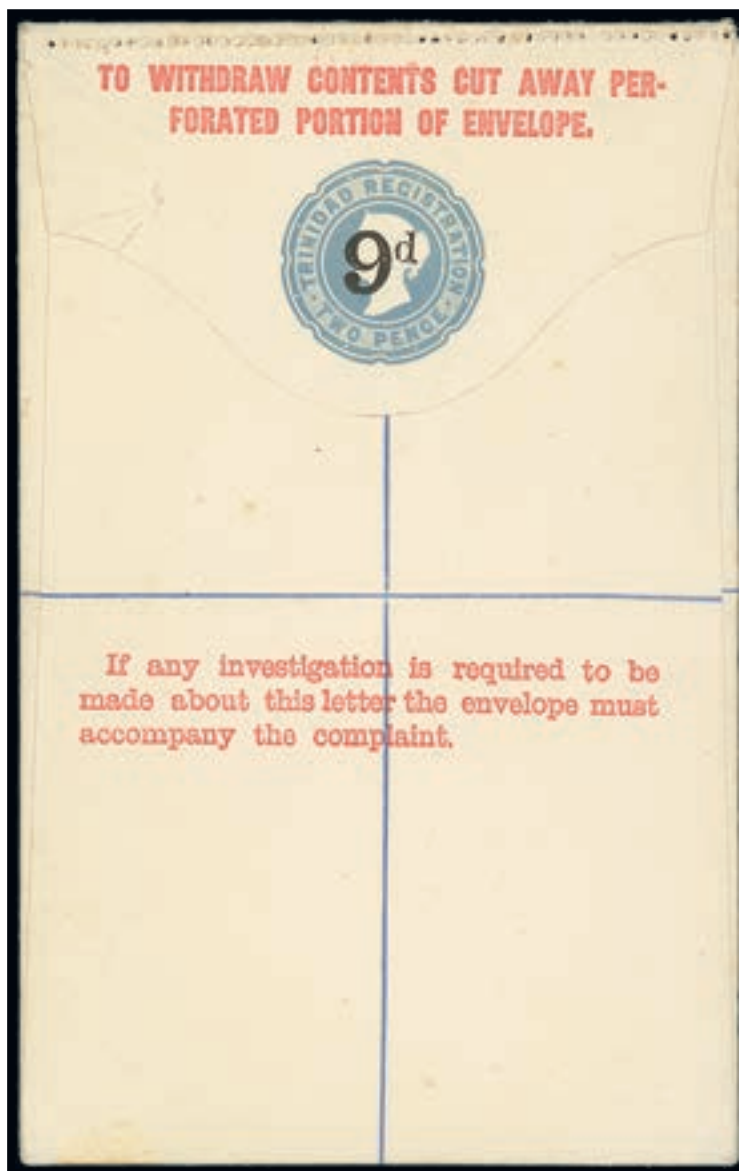 TO WITHDRAW CONTENTS CUT AWAY PER-
FORATED PORTION OF ENVELOPE.
TRINIDAD REGISTRATION
9d
TWO PENCE
If any investigation is required to be
made about this letter the envelope must
accompany the complaint.